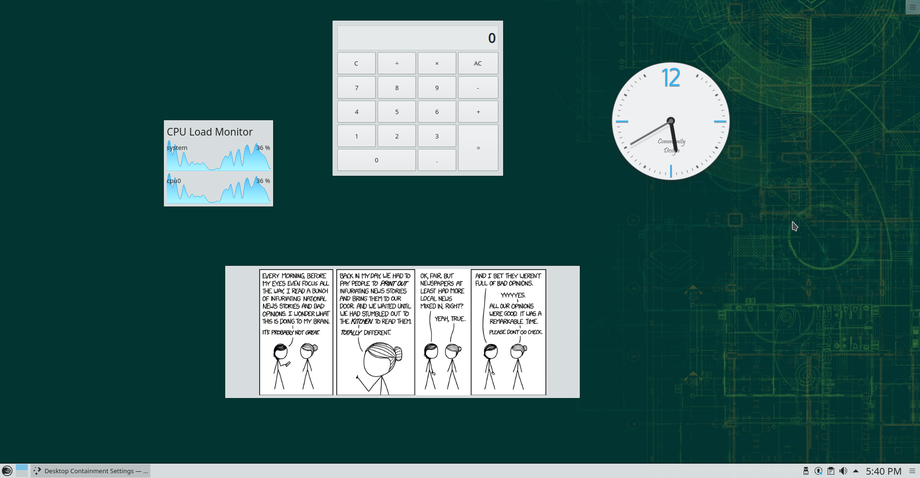 0
C ÷ × AC
7 8 9 -
4 5 6 +
1 2 3
=
0 .
12
Community
Design
CPU Load Monitor
system 36 %
cpu0 36 %
EVERY MORNING, BEFORE
MY EYES EVEN FOCUS ALL
THE WAY, I READ A BUNCH
OF INFURIATING NATIONAL
NEWS STORIES AND BAD
OPINIONS. I WONDER WHAT
THIS IS DOING TO MY BRAIN.
IT'S PROBABLY NOT GREAT.
BACK IN MY DAY, WE HAD TO
PAY PEOPLE TO PRINT OUT
INFURIATING NEWS STORIES
AND BRING THEM TO OUR
DOOR. AND WE WAITED UNTIL
WE HAD STUMBLED OUT TO
THE KITCHEN TO READ THEM.
TOTALLY DIFFERENT.
OK, FAIR. BUT
NEWSPAPERS AT
LEAST HAD MORE
LOCAL NEWS
MIXED IN, RIGHT?
YEAH, TRUE.
AND I BET THEY WEREN'T
FULL OF BAD OPINIONS.
YYYYYES.
ALL OUR OPINIONS
WERE GOOD. IT WAS A
REMARKABLE TIME.
PLEASE DON'T GO CHECK.
Desktop Containment Settings — ...
5:40 PM